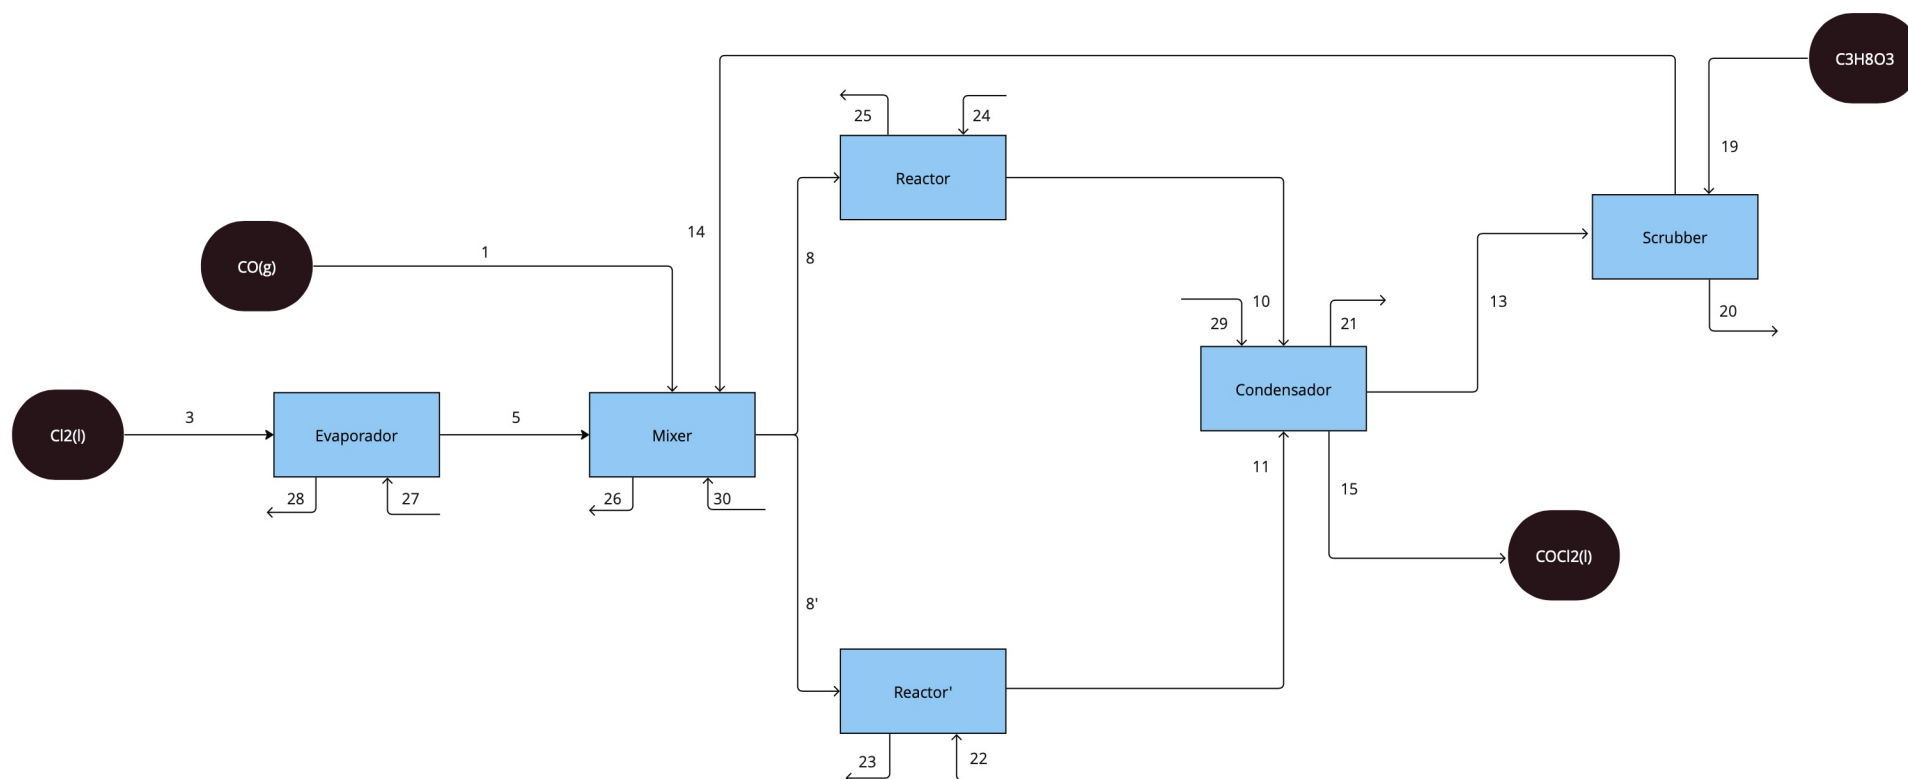 C3H8O3
25
24
19
Reactor
14
Scrubber
1
8
CO(g)
10
13
29
21
20
Condensador
3
5
Cl2(l)
Evaporador
Mixer
11
15
28
27
26
30
COCl2(l)
8'
Reactor'
23
22